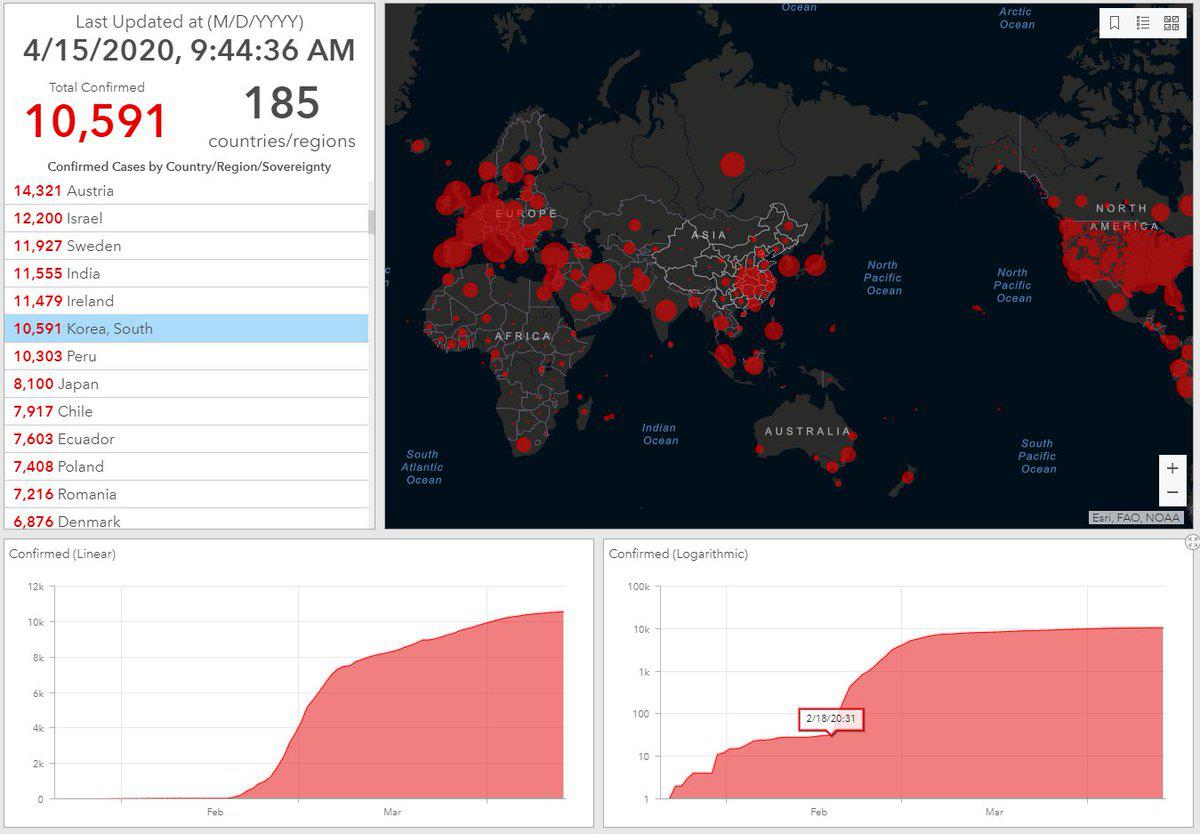 Last Updated at (M/D/YYYY)
4/15/2020, 9:44:36 AM
Total Confirmed
10,591
185
countries/regions
Confirmed Cases by Country/Region/Sovereignty
14,321 Austria
12,200 Israel
11,927 Sweden
11,555 India
11,479 Ireland
10,591 Korea, South
10,303 Peru
8,100 Japan
7,917 Chile
7,603 Ecuador
7,408 Poland
7,216 Romania
6,876 Denmark
Ocean
Arctic
Ocean
EUROPE
ASIA
NORTH
AMERICA
North
Pacific
Ocean
North
Pacific
Ocean
AFRICA
Indian
Ocean
AUSTRALIA
South
Atlantic
Ocean
South
Pacific
Ocean
+
−
Esri, FAO, NOAA
Confirmed (Linear)
12k
10k
8k
6k
4k
2k
0
Feb
Mar
Confirmed (Logarithmic)
100k
10k
1k
100
10
1
2/18/20:31
Feb
Mar